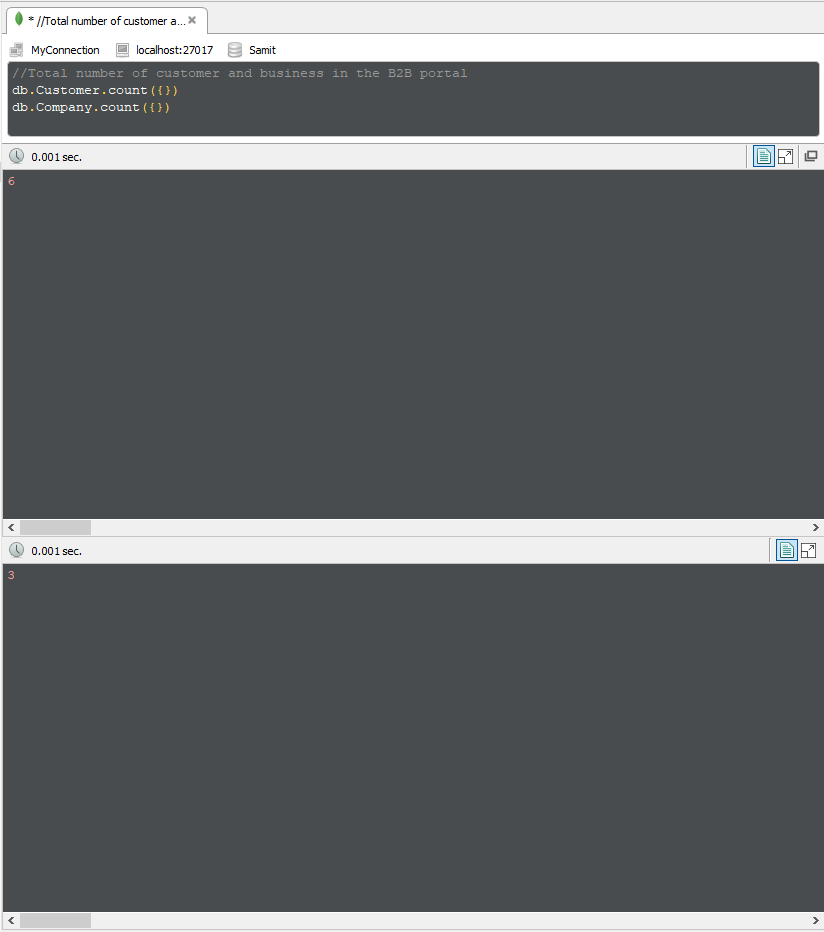 * //Total number of customer a...
MyConnection localhost:27017 Samit
//Total number of customer and business in the B2B portal
db.Customer.count({})
db.Company.count({})
0.001 sec.
6
0.001 sec.
3